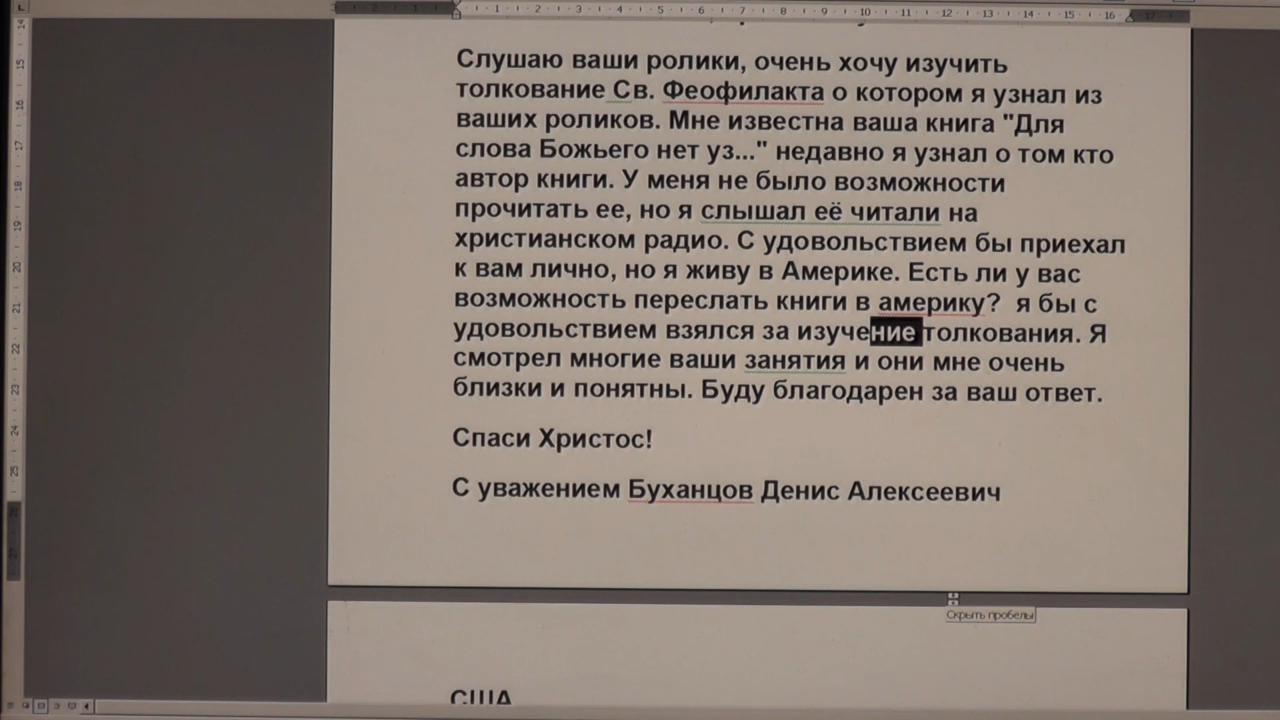 Слушаю ваши ролики, очень хочу изучить
толкование Св. Феофилакта о котором я узнал из
ваших роликов. Мне известна ваша книга "Для
слова Божьего нет уз..." недавно я узнал о том кто
автор книги. У меня не было возможности
прочитать ее, но я слышал её читали на
христианском радио. С удовольствием бы приехал
к вам лично, но я живу в Америке. Есть ли у вас
возможность переслать книги в америку?  я бы с
удовольствием взялся за изучение толкования. Я
смотрел многие ваши занятия и они мне очень
близки и понятны. Буду благодарен за ваш ответ.
Спаси Христос!
С уважением Буханцов Денис Алексеевич
Скрыть пробелы
США